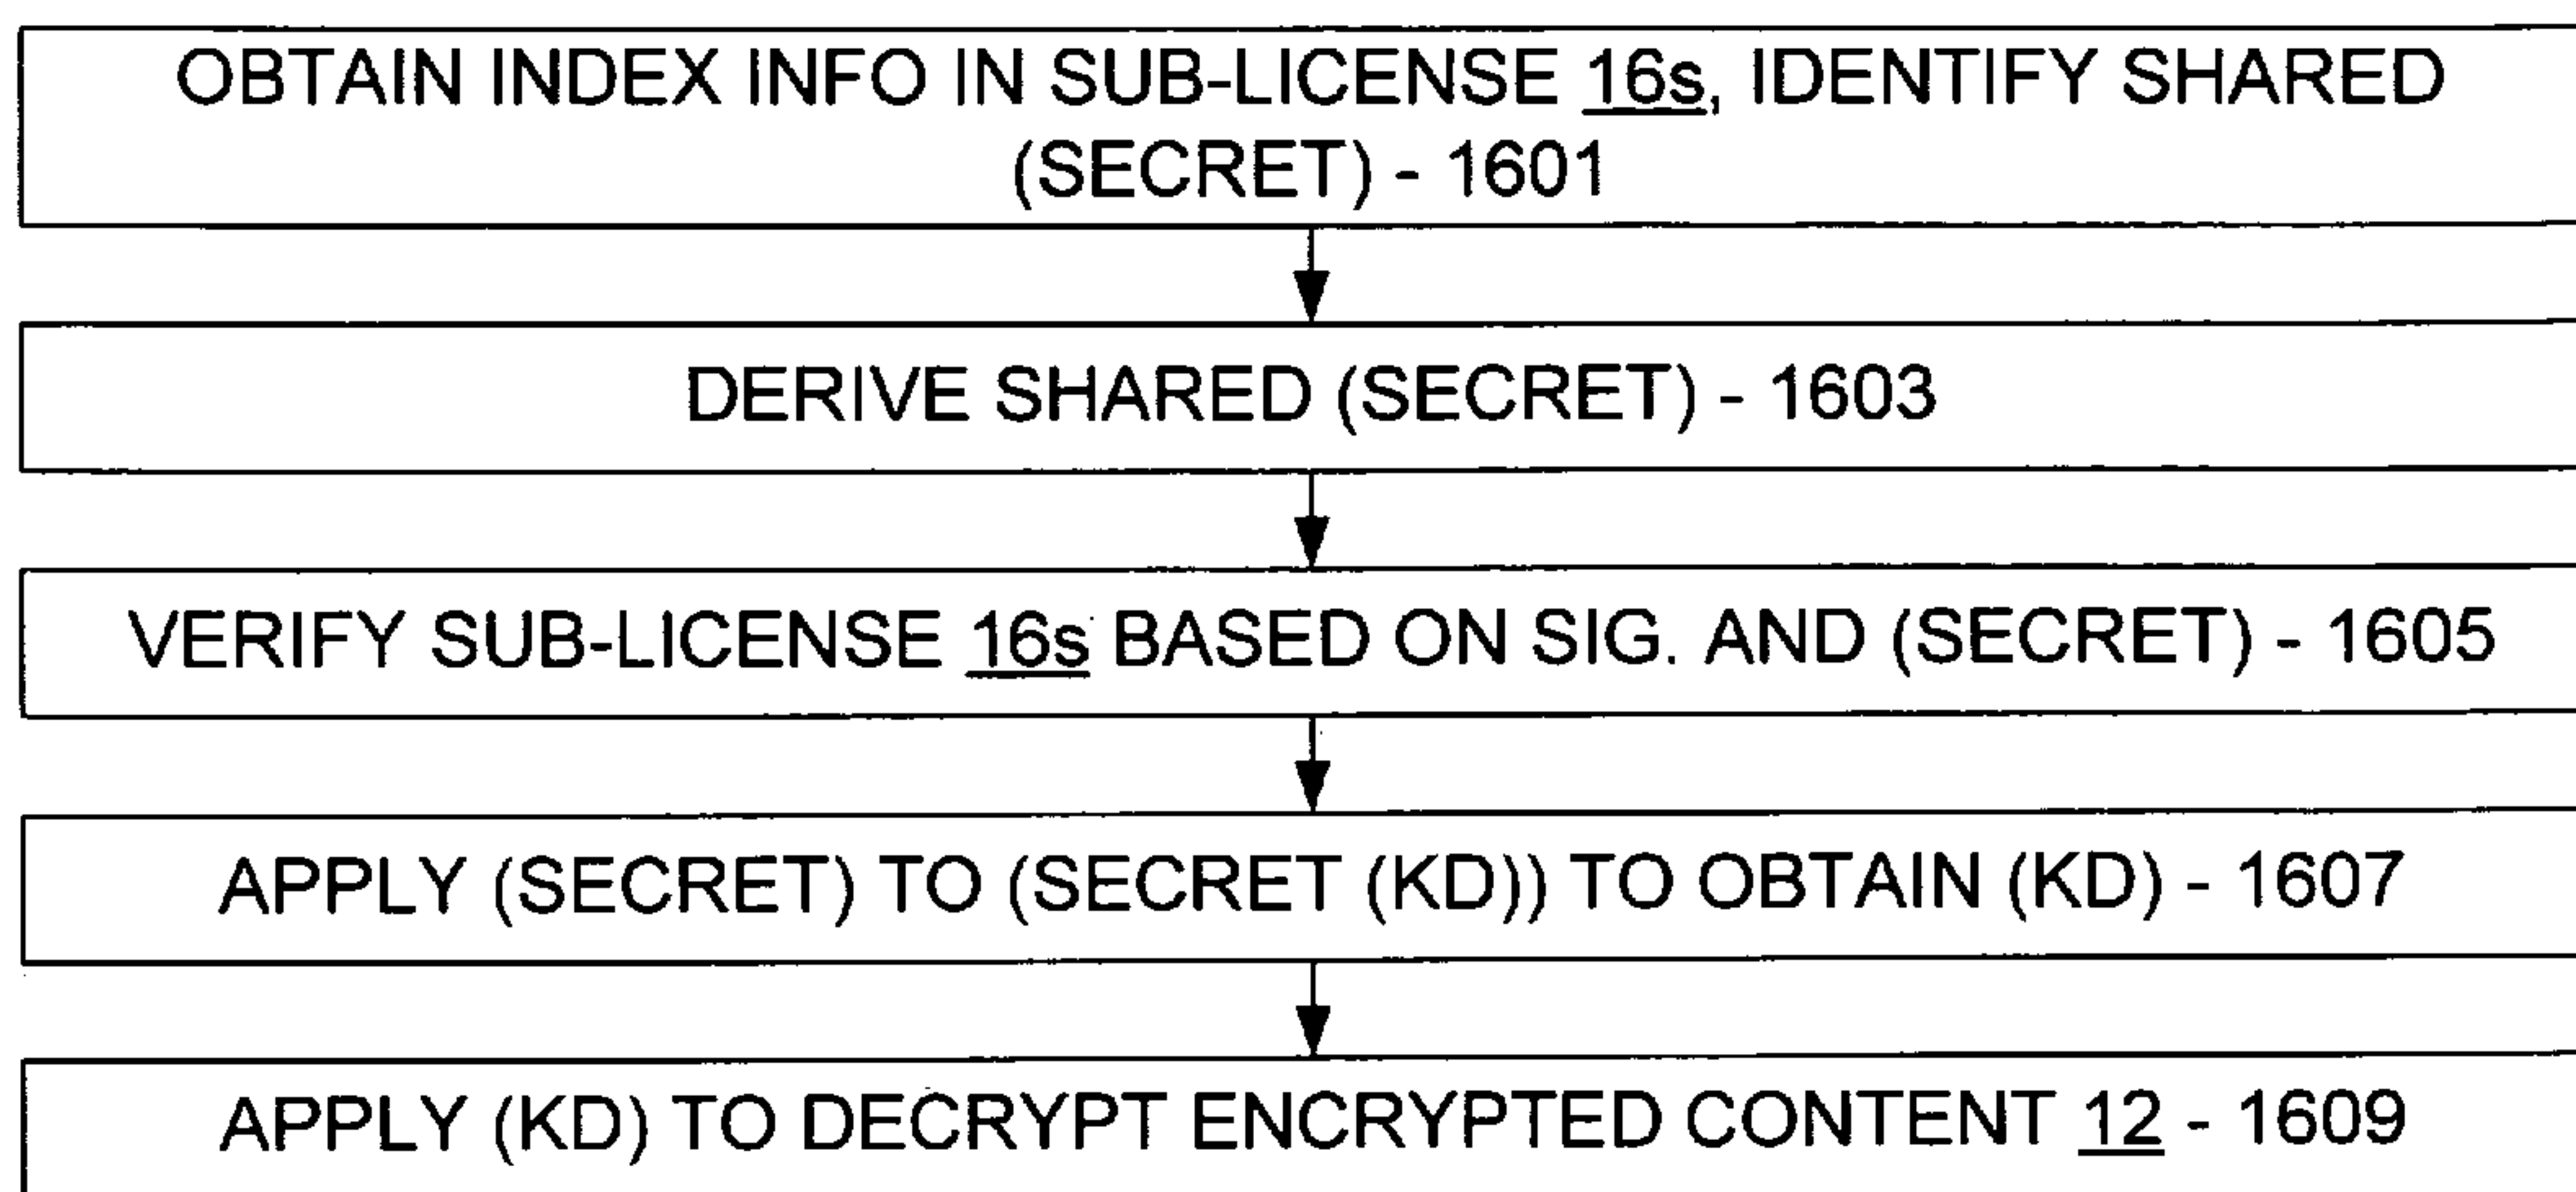 OBTAIN INDEX INFO IN SUB-LICENSE 16s, IDENTIFY SHARED
(SECRET) - 1601
DERIVE SHARED (SECRET) - 1603
VERIFY SUB-LICENSE 16s BASED ON SIG. AND (SECRET) - 1605
APPLY (SECRET) TO (SECRET (KD)) TO OBTAIN (KD) - 1607
APPLY (KD) TO DECRYPT ENCRYPTED CONTENT 12 - 1609